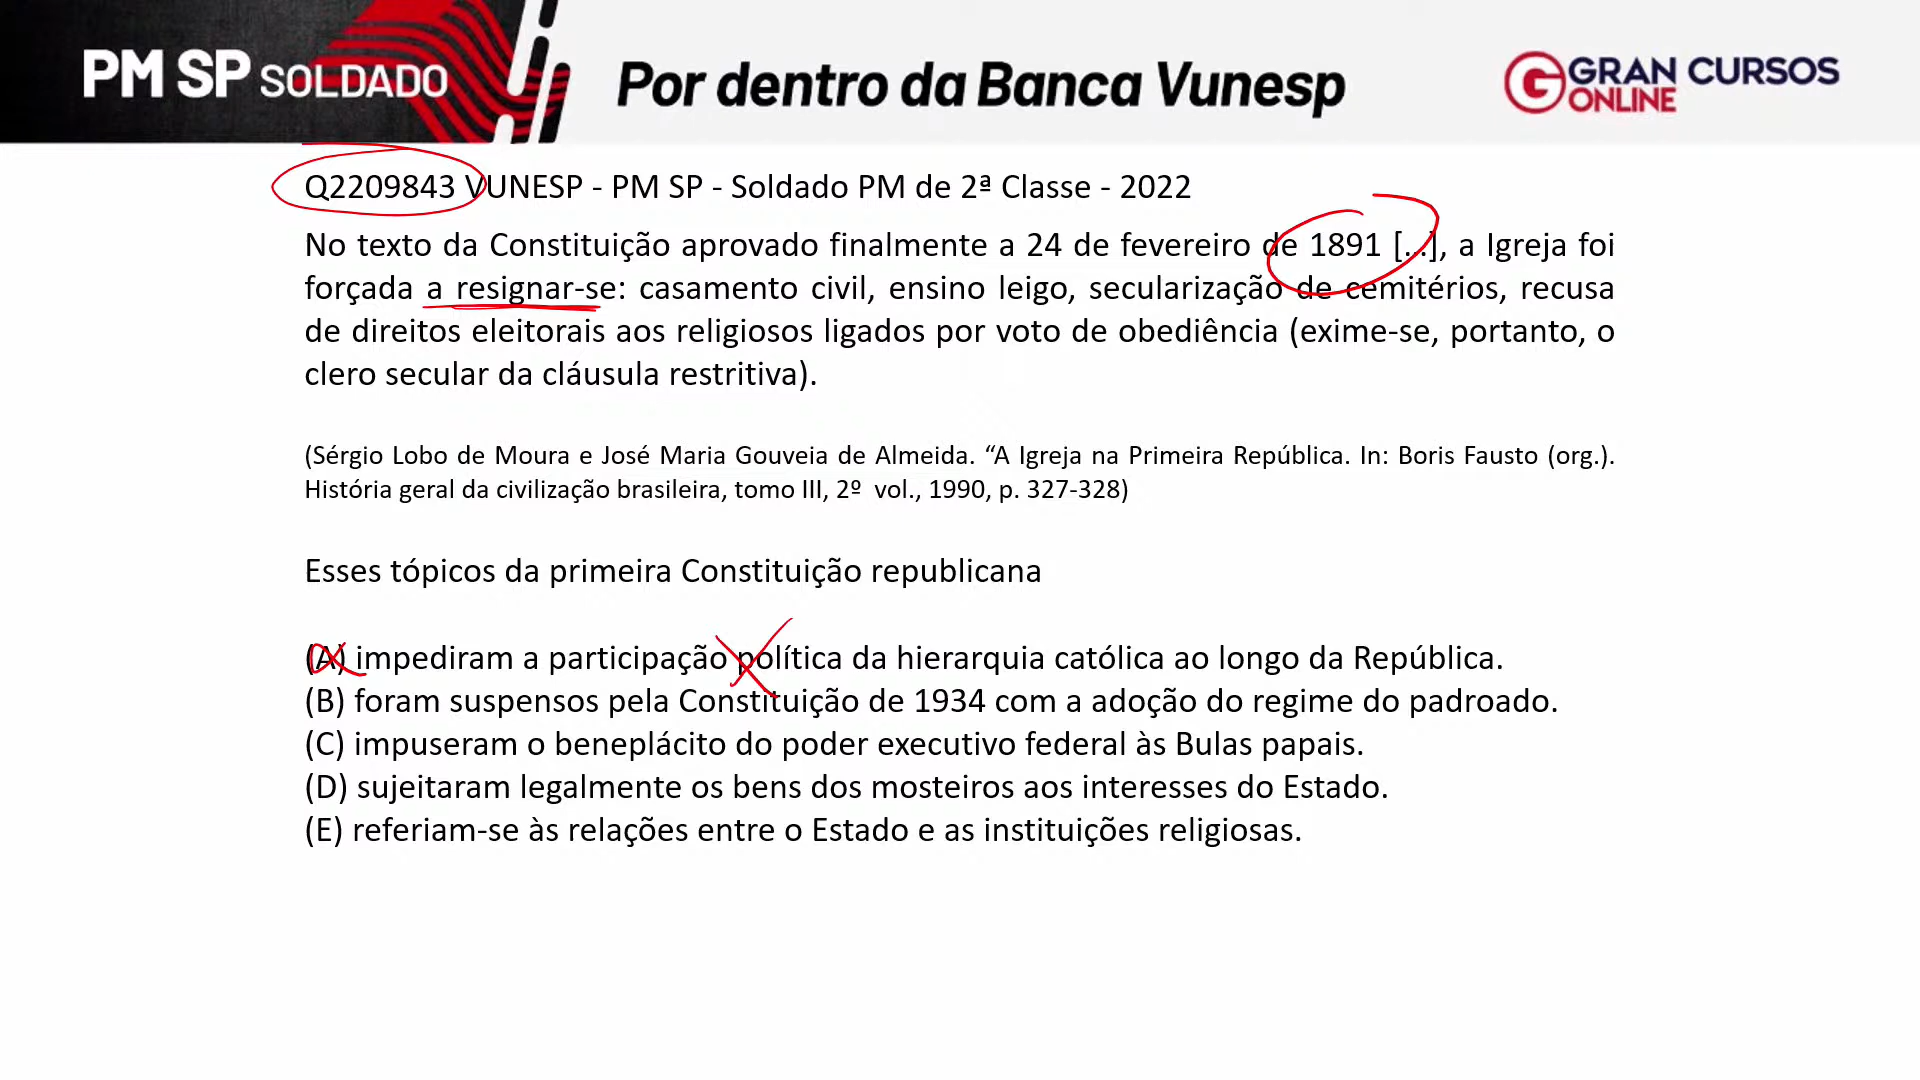 PM SP SOLDADO
Por dentro da Banca Vunesp
GRAN CURSOS
ONLINE
Q2209843 VUNESP - PM SP - Soldado PM de 2ª Classe - 2022
No texto da Constituição aprovado finalmente a 24 de fevereiro de 1891 [...], a Igreja foi
forçada a resignar-se: casamento civil, ensino leigo, secularização de cemitérios, recusa
de direitos eleitorais aos religiosos ligados por voto de obediência (exime-se, portanto, o
clero secular da cláusula restritiva).
(Sérgio Lobo de Moura e José Maria Gouveia de Almeida. “A Igreja na Primeira República. In: Boris Fausto (org.).
História geral da civilização brasileira, tomo III, 2º vol., 1990, p. 327-328)
Esses tópicos da primeira Constituição republicana
(A) impediram a participação política da hierarquia católica ao longo da República.
(B) foram suspensos pela Constituição de 1934 com a adoção do regime do padroado.
(C) impuseram o beneplácito do poder executivo federal às Bulas papais.
(D) sujeitaram legalmente os bens dos mosteiros aos interesses do Estado.
(E) referiam-se às relações entre o Estado e as instituições religiosas.